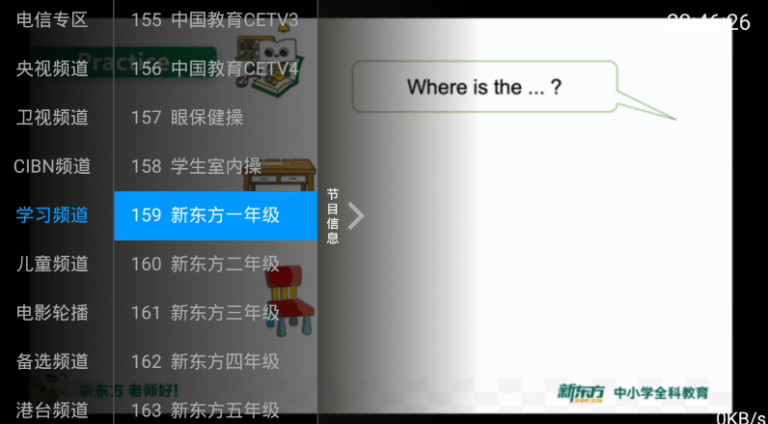 电信专区
央视频道
卫视频道
CIBN频道
学习频道
儿童频道
电影轮播
备选频道
港台频道
155 中国教育CETV3
156 中国教育CETV4
157 眼保健操
158 学生室内操
159 新东方一年级
160 新东方二年级
161 新东方三年级
162 新东方四年级
163 新东方五年级
节目信息
Practice
Where is the ... ?
新东方 老师好!
新东方 中小学全科教育
0KB/s